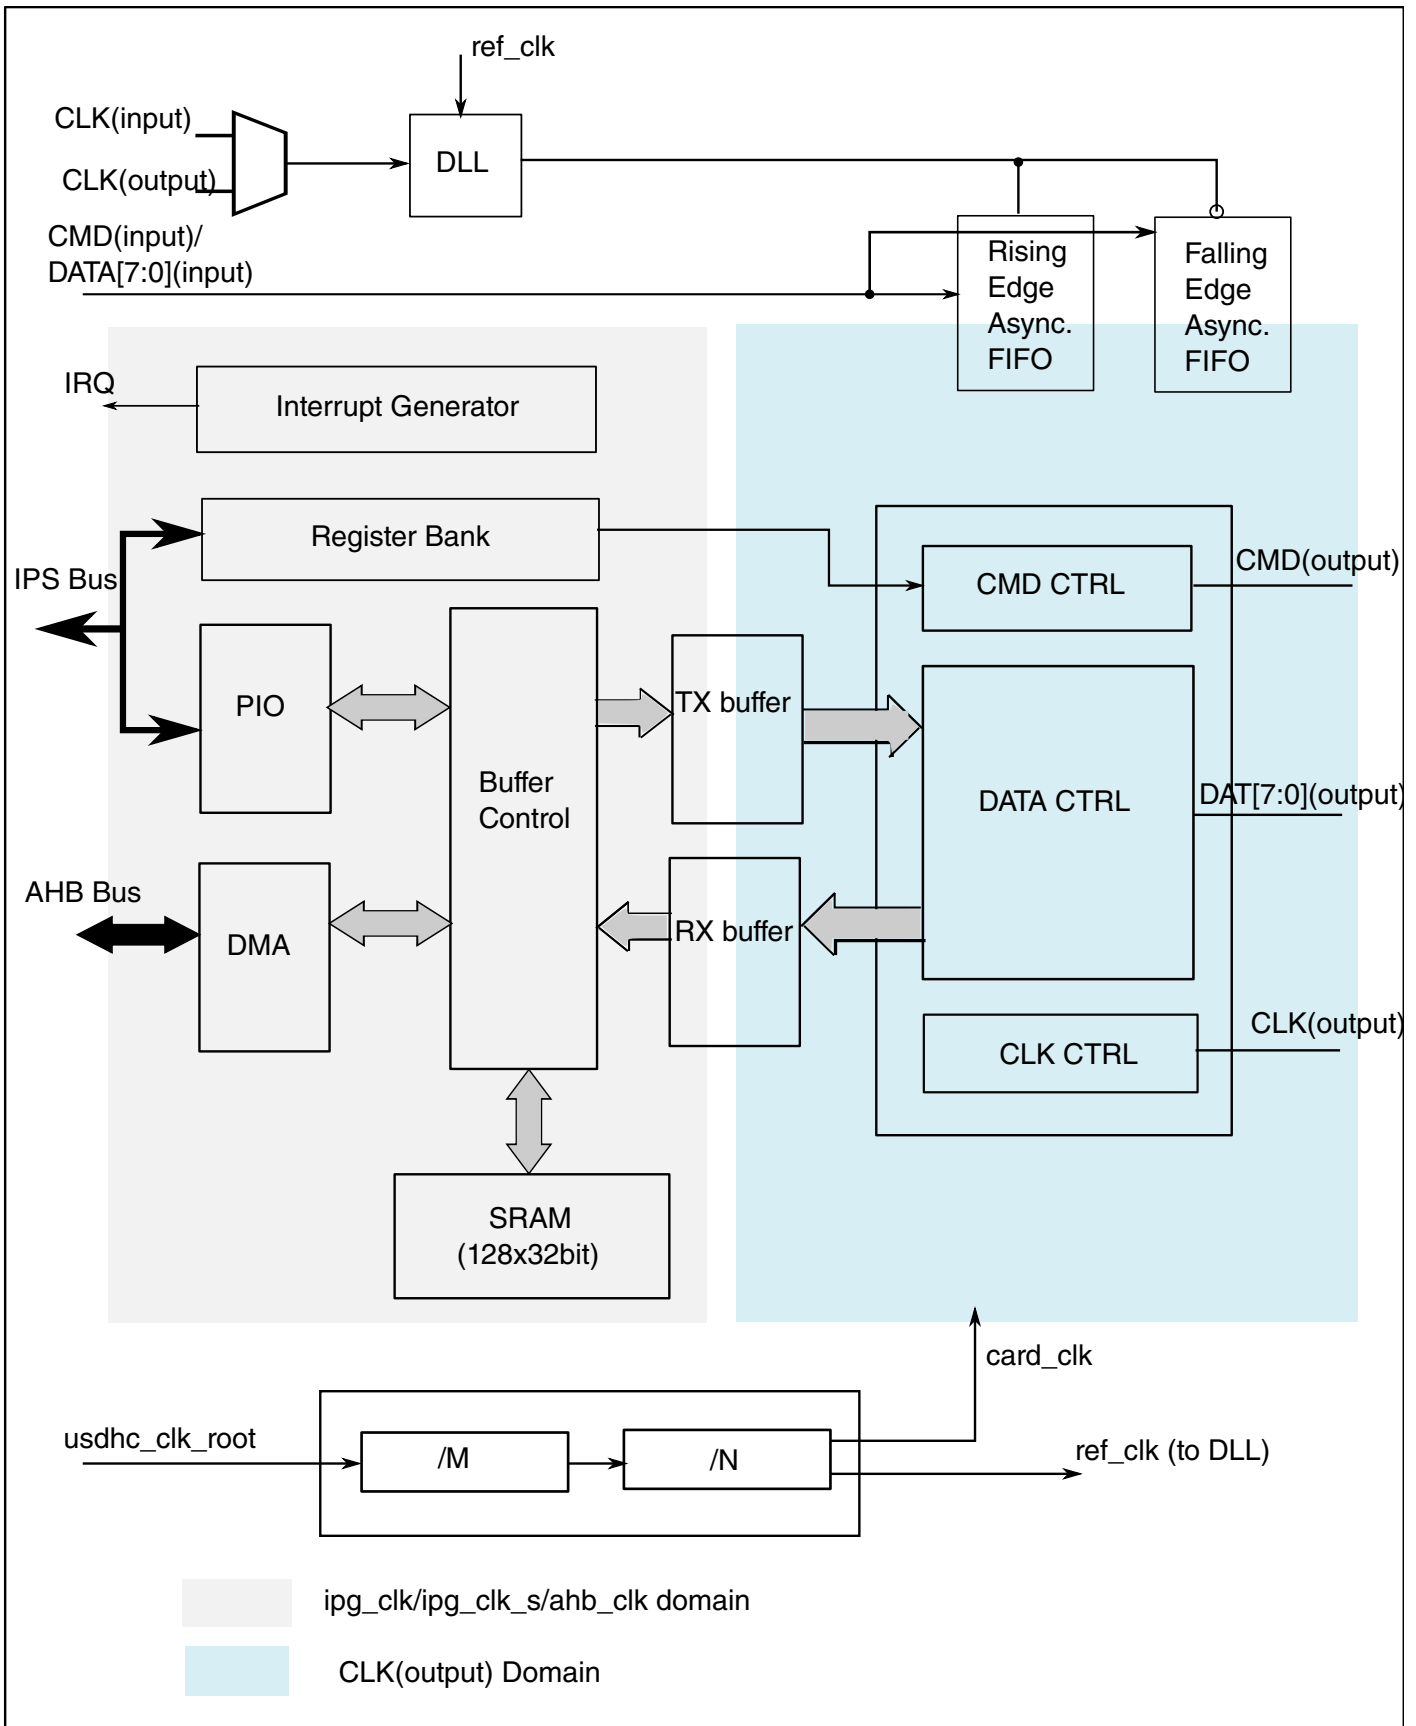 ref_clk
CLK(input)
CLK(output)
DLL
CMD(input)/
DATA[7:0](input)
Rising
Edge
Async.
FIFO
Falling
Edge
Async.
FIFO
IRQ
Interrupt Generator
Register Bank
IPS Bus
CMD CTRL
CMD(output)
PIO
TX buffer
Buffer
Control
DATA CTRL
DAT[7:0](output)
AHB Bus
DMA
RX buffer
CLK(output)
CLK CTRL
SRAM
(128x32bit)
card_clk
usdhc_clk_root
/M
/N
ref_clk (to DLL)
ipg_clk/ipg_clk_s/ahb_clk domain
CLK(output) Domain